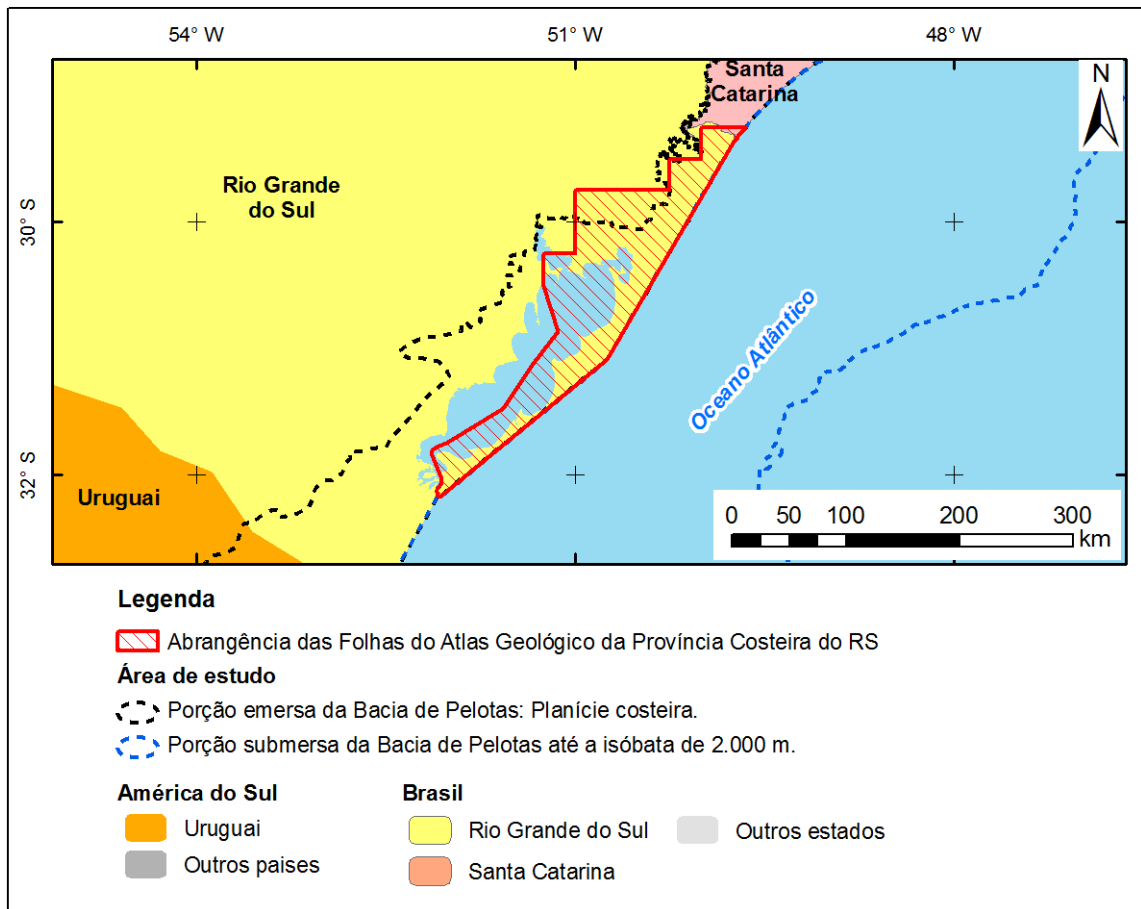 54° W 51° W 48° W
Santa
Catarina
N
Rio Grande
do Sul
30° S
Oceano Atlântico
32° S
Uruguai
0 50 100 200 300
km
Legenda
Abrangência das Folhas do Atlas Geológico da Província Costeira do RS
Área de estudo
Porção emersa da Bacia de Pelotas: Planície costeira.
Porção submersa da Bacia de Pelotas até a isóbata de 2.000 m.
América do Sul Brasil
Uruguai Rio Grande do Sul Outros estados
Outros paises Santa Catarina